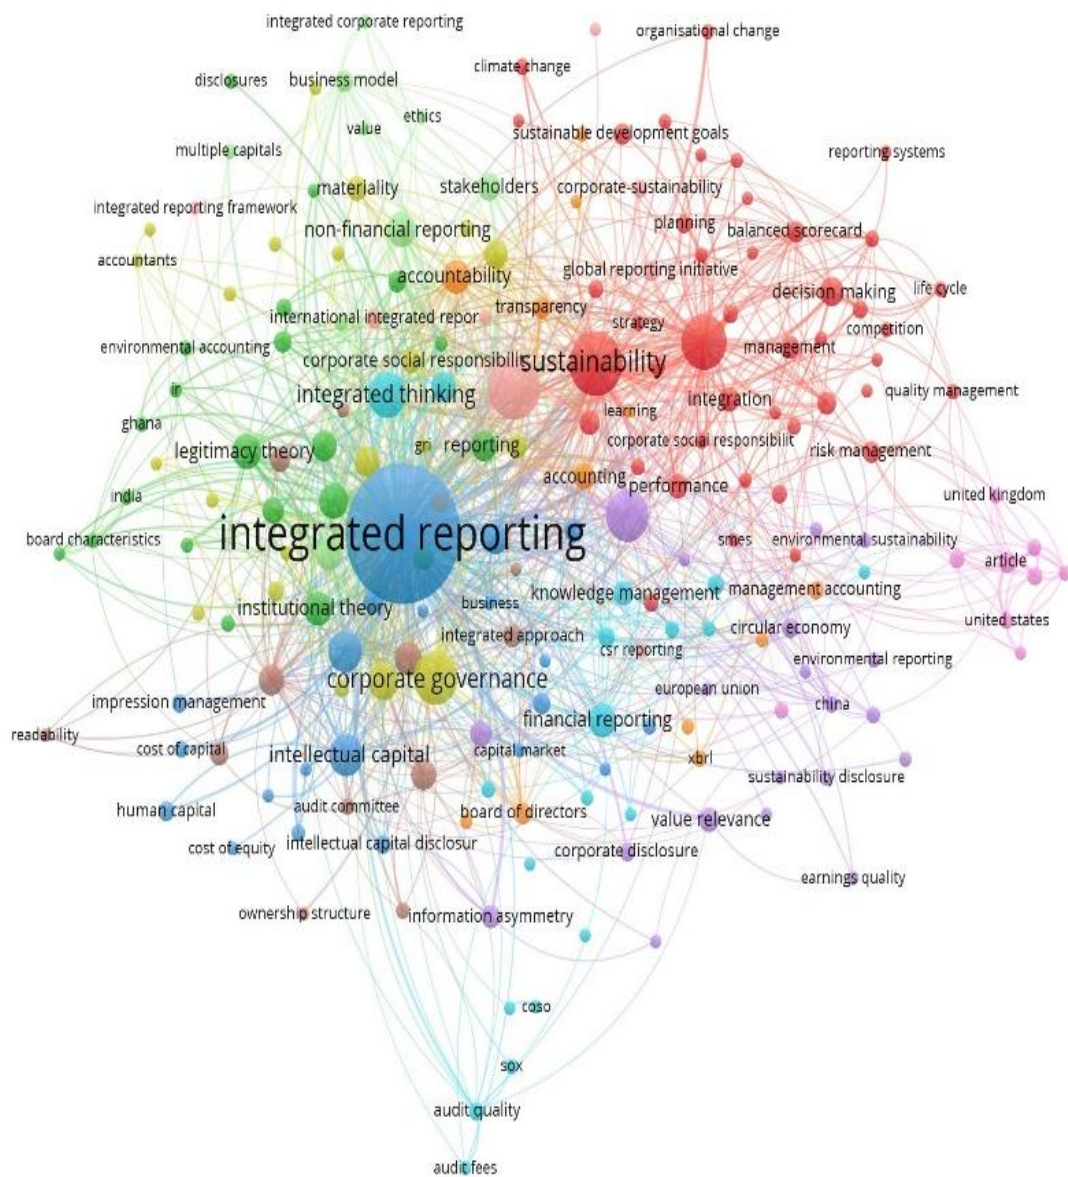 integrated corporate reporting
organisational change
climate change
disclosures
business model
ethics
value
sustainable development goals
multiple capitals
reporting systems
materiality
stakeholders
corporate-sustainability
integrated reporting framework
non-financial reporting
planning
balanced scorecard
accountants
accountability
global reporting initiative
decision making
life cycle
transparency
international integrated repor
strategy
competition
environmental accounting
corporate social responsibilit
sustainability
management
ir
integrated thinking
quality management
learning
integration
ghana
gri
reporting
corporate social responsibilit
legitimacy theory
risk management
accounting
performance
india
united kingdom
integrated reporting
board characteristics
smes
environmental sustainability
article
knowledge management
management accounting
institutional theory
business
united states
integrated approach
circular economy
csr reporting
environmental reporting
corporate governance
european union
impression management
china
financial reporting
readability
cost of capital
intellectual capital
capital market
xbrl
sustainability disclosure
human capital
audit committee
board of directors
value relevance
cost of equity
intellectual capital disclosur
corporate disclosure
earnings quality
ownership structure
information asymmetry
coso
sox
audit quality
audit fees